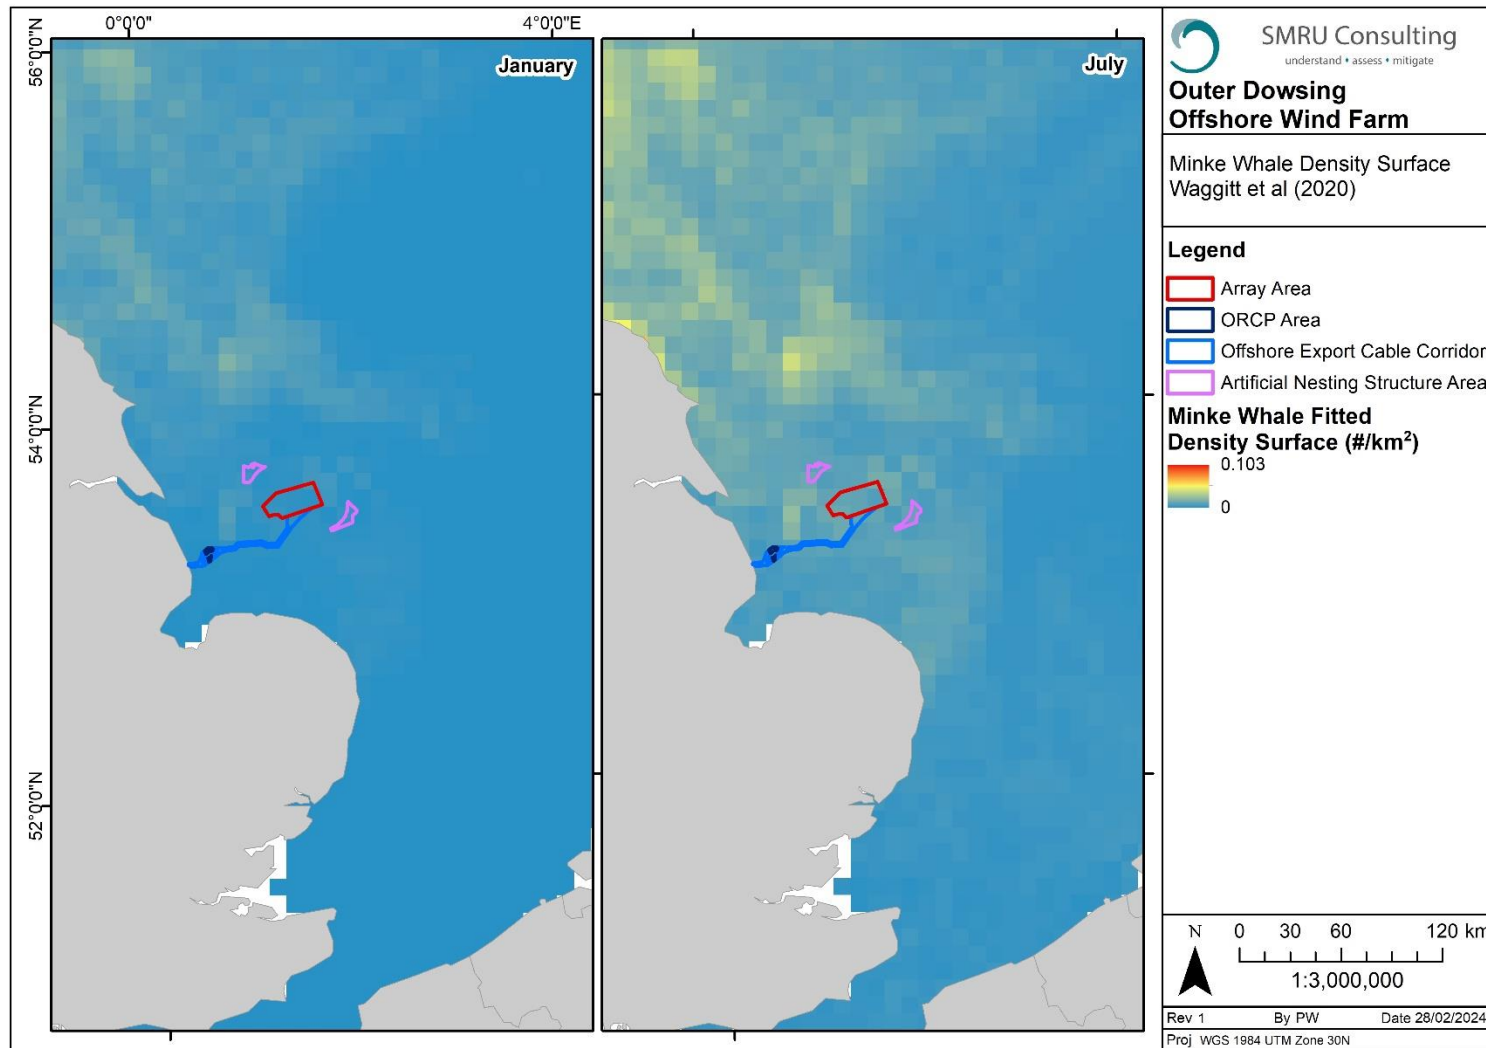 0°0'0"
4°0'0"E
56°0'0"N
54°0'0"N
52°0'0"N
January
July
SMRU Consulting
understand • assess • mitigate
Outer Dowsing
Offshore Wind Farm
Minke Whale Density Surface
Waggitt et al (2020)
Legend
Array Area
ORCP Area
Offshore Export Cable Corridor
Artificial Nesting Structure Area
Minke Whale Fitted
Density Surface (#/km²)
0.103
0
N
0 30 60 120 km
1:3,000,000
Rev 1 By PW Date 28/02/2024
Proj WGS 1984 UTM Zone 30N